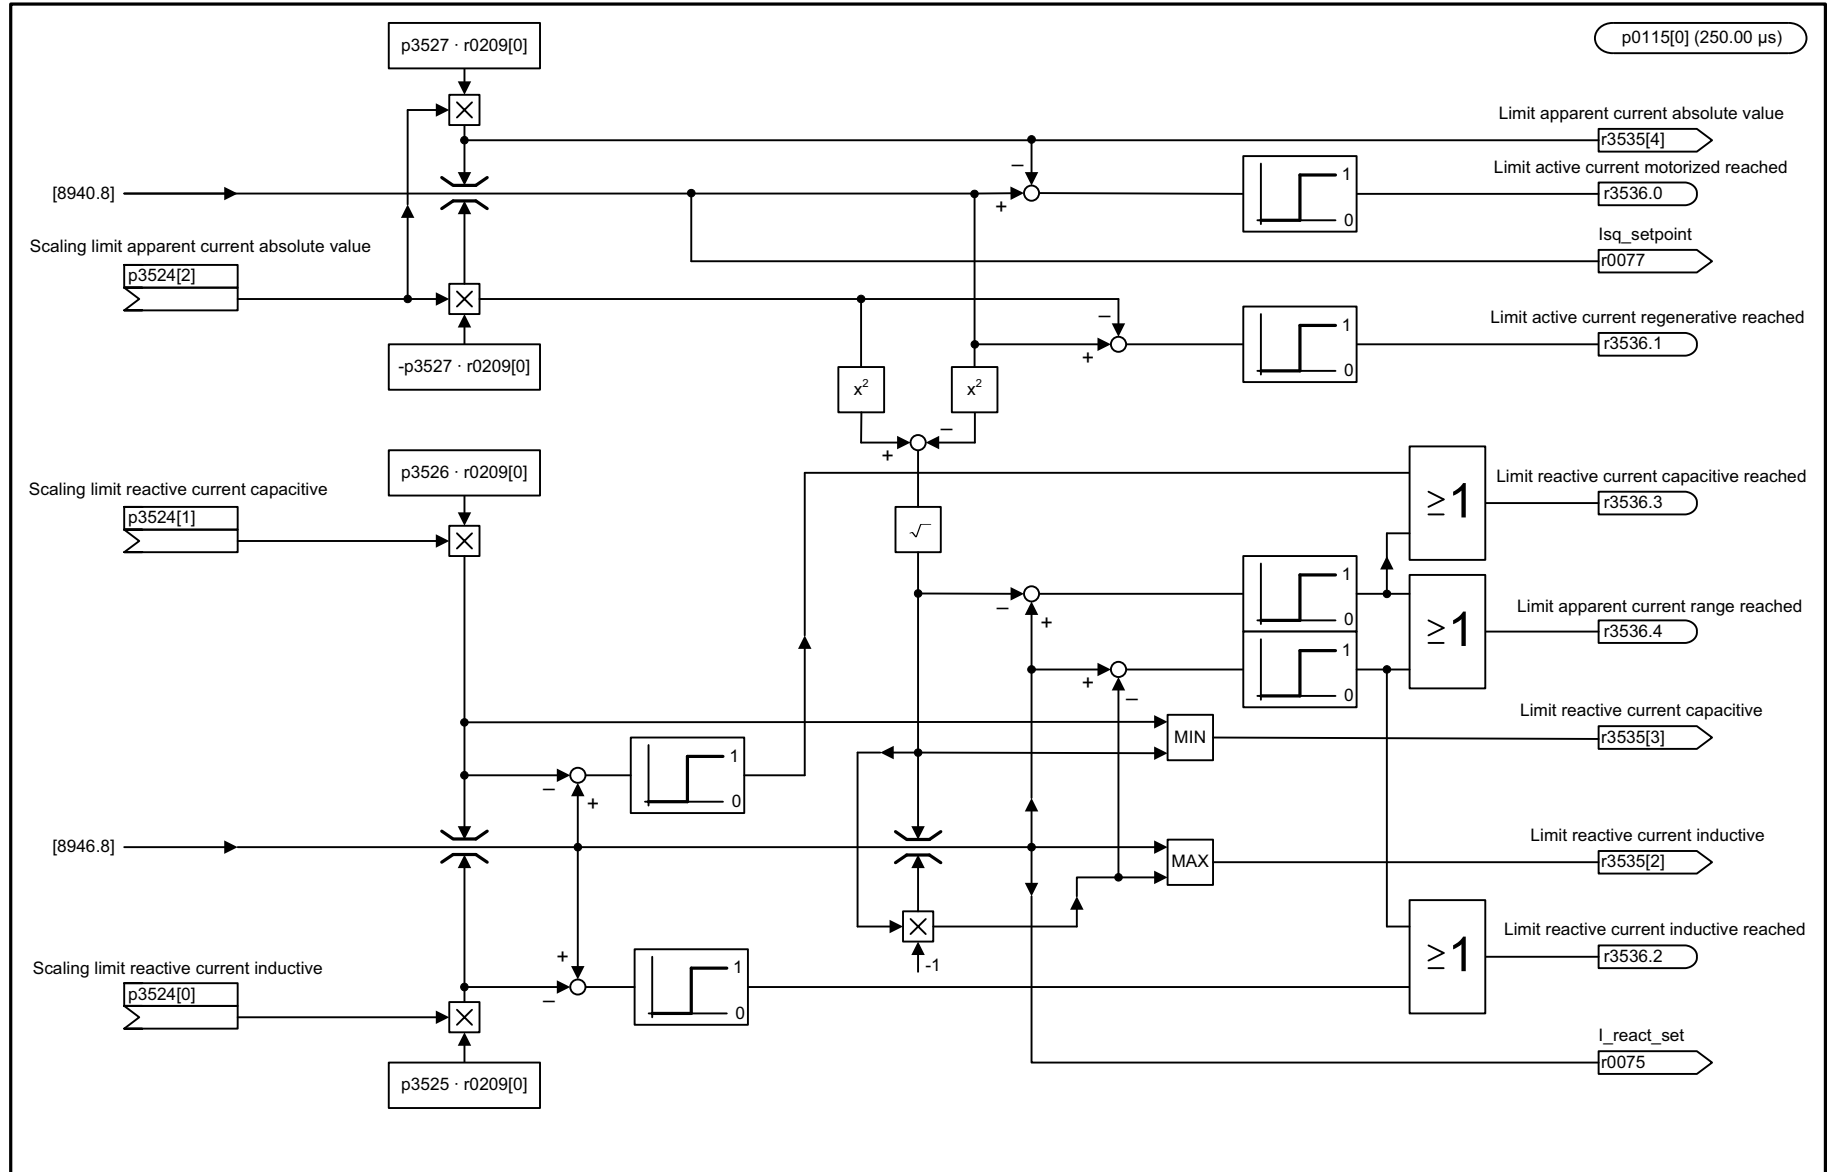 p3527 · r0209[0]
p0115[0] (250.00 µs)
Limit apparent current absolute value
r3535[4]
Limit active current motorized reached
–
1
[8940.8]
+
r3536.0
0
Scaling limit apparent current absolute value
Isq_setpoint
p3524[2]
r0077
–
1
Limit active current regenerative reached
+
r3536.1
-p3527 · r0209[0]
0
x²
x²
–
+
p3526 · r0209[0]
Scaling limit reactive current capacitive
Limit reactive current capacitive reached
p3524[1]
≥1
r3536.3
√
1
–
Limit apparent current range reached
+
0
≥1
r3536.4
1
+
–
0
Limit reactive current capacitive
MIN
r3535[3]
1
–
+
0
[8946.8]
Limit reactive current inductive
MAX
r3535[2]
Limit reactive current inductive reached
+
≥1
r3536.2
Scaling limit reactive current inductive
-1
1
p3524[0]
–
0
I_react_set
r0075
p3525 · r0209[0]